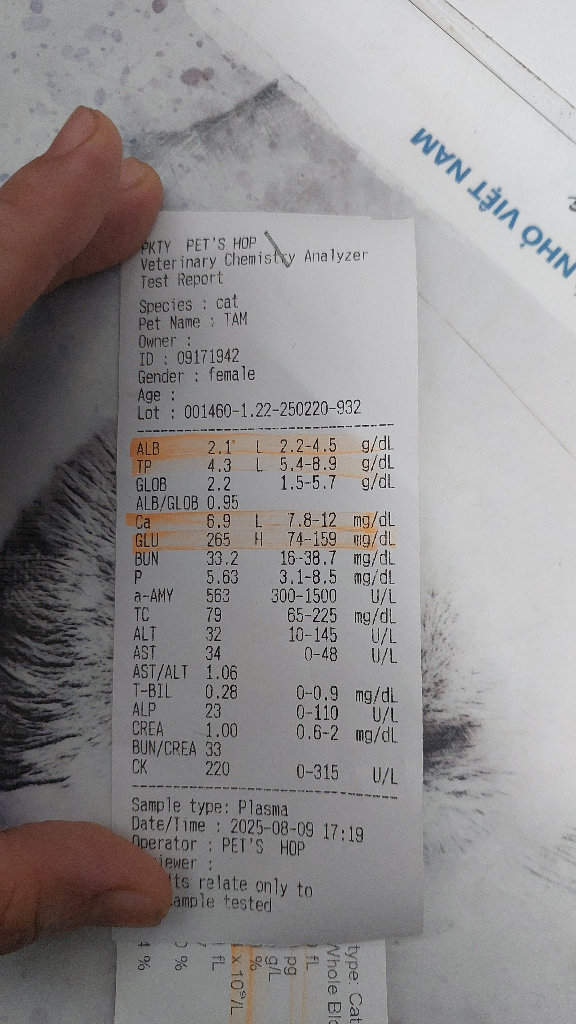 NHỎ VIỆT NAM
PKTY PET'S HOP
Veterinary Chemistry Analyzer
Test Report
Species : cat
Pet Name : TAM
Owner :
ID : 09171942
Gender : female
Age :
Lot : 001460-1.22-250220-932
ALB 2.1 L 2.2-4.5 g/dL
TP 4.3 L 5.4-8.9 g/dL
GLOB 2.2 1.5-5.7 g/dL
ALB/GLOB 0.95
Ca 6.9 L 7.8-12 mg/dL
GLU 265 H 74-159 mg/dL
BUN 33.2 16-38.7 mg/dL
P 5.63 3.1-8.5 mg/dL
a-AMY 563 300-1500 U/L
TC 79 65-225 mg/dL
ALT 32 10-145 U/L
AST 34 0-48 U/L
AST/ALT 1.06
T-BIL 0.28 0-0.9 mg/dL
ALP 23 0-110 U/L
CREA 1.00 0.6-2 mg/dL
BUN/CREA 33
CK 220 0-315 U/L
Sample type: Plasma
Date/Time : 2025-08-09 17:19
Operator : PET'S HOP
iewer :
lts relate only to
ample tested
type: Cat
Whole Blo
fL
pg
g/L
%
x 10⁹/L
fL
%
%